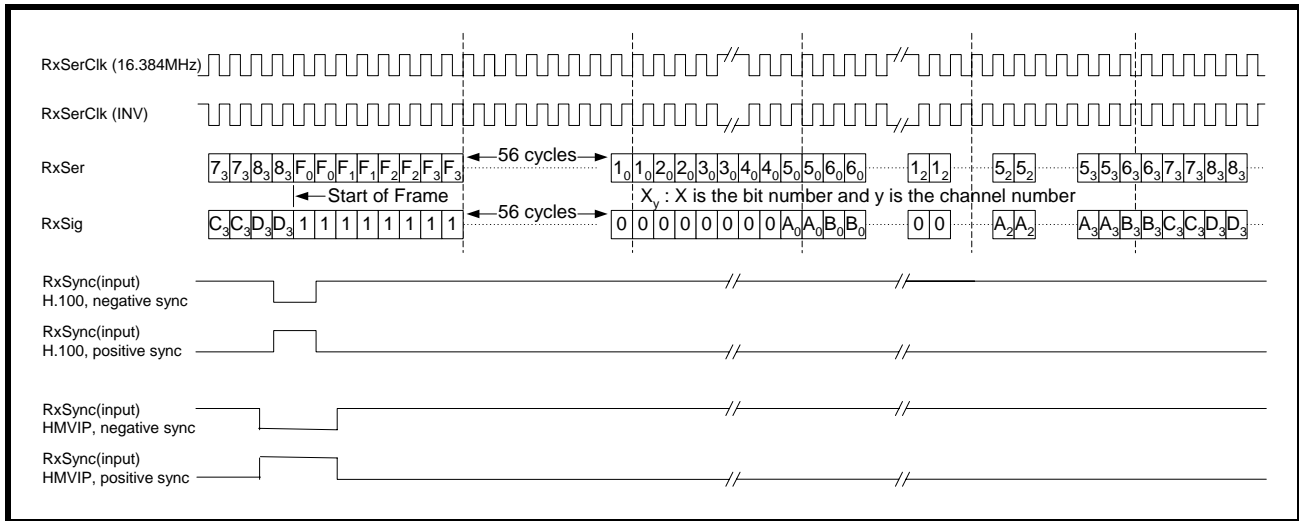 RxSerClk (16.384MHz)
RxSerClk (INV)
RxSer 7₃ 7₃ 8₃ 8₃ F₀ F₀ F₁ F₁ F₂ F₂ F₃ F₃ 56 cycles 1₀ 1₀ 2₀ 2₀ 3₀ 3₀ 4₀ 4₀ 5₀ 5₀ 6₀ 6₀ 1₂ 1₂ 5₂ 5₂ 5₃ 5₃ 6₃ 6₃ 7₃ 7₃ 8₃ 8₃
Start of Frame Xᵧ : X is the bit number and y is the channel number
RxSig C₃ C₃ D₃ D₃ 1 1 1 1 1 1 1 1 56 cycles 0 0 0 0 0 0 0 0 A₀ A₀ B₀ B₀ 0 0 A₂ A₂ A₃ A₃ B₃ B₃ C₃ C₃ D₃ D₃
RxSync(input)
H.100, negative sync
RxSync(input)
H.100, positive sync
RxSync(input)
HMVIP, negative sync
RxSync(input)
HMVIP, positive sync